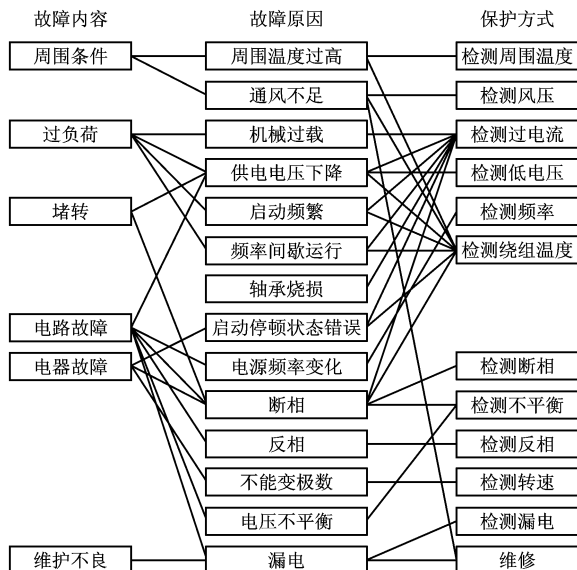 故障内容 故障原因 保护方式
周围条件 周围温度过高 检测周围温度
通风不足 检测风压
过负荷 机械过载 检测过电流
供电电压下降 检测低电压
堵转 启动频繁 检测频率
频率间歇运行 检测绕组温度
轴承烧损
电路故障 启动停顿状态错误
电器故障 电源频率变化 检测断相
断相 检测不平衡
反相 检测反相
不能变极数 检测转速
电压不平衡 检测漏电
维护不良 漏电 维修